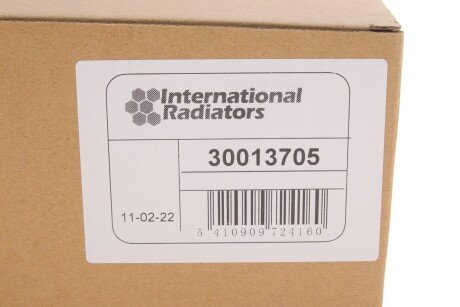 International
Radiators
30013705
11-02-22
5 410909 724160